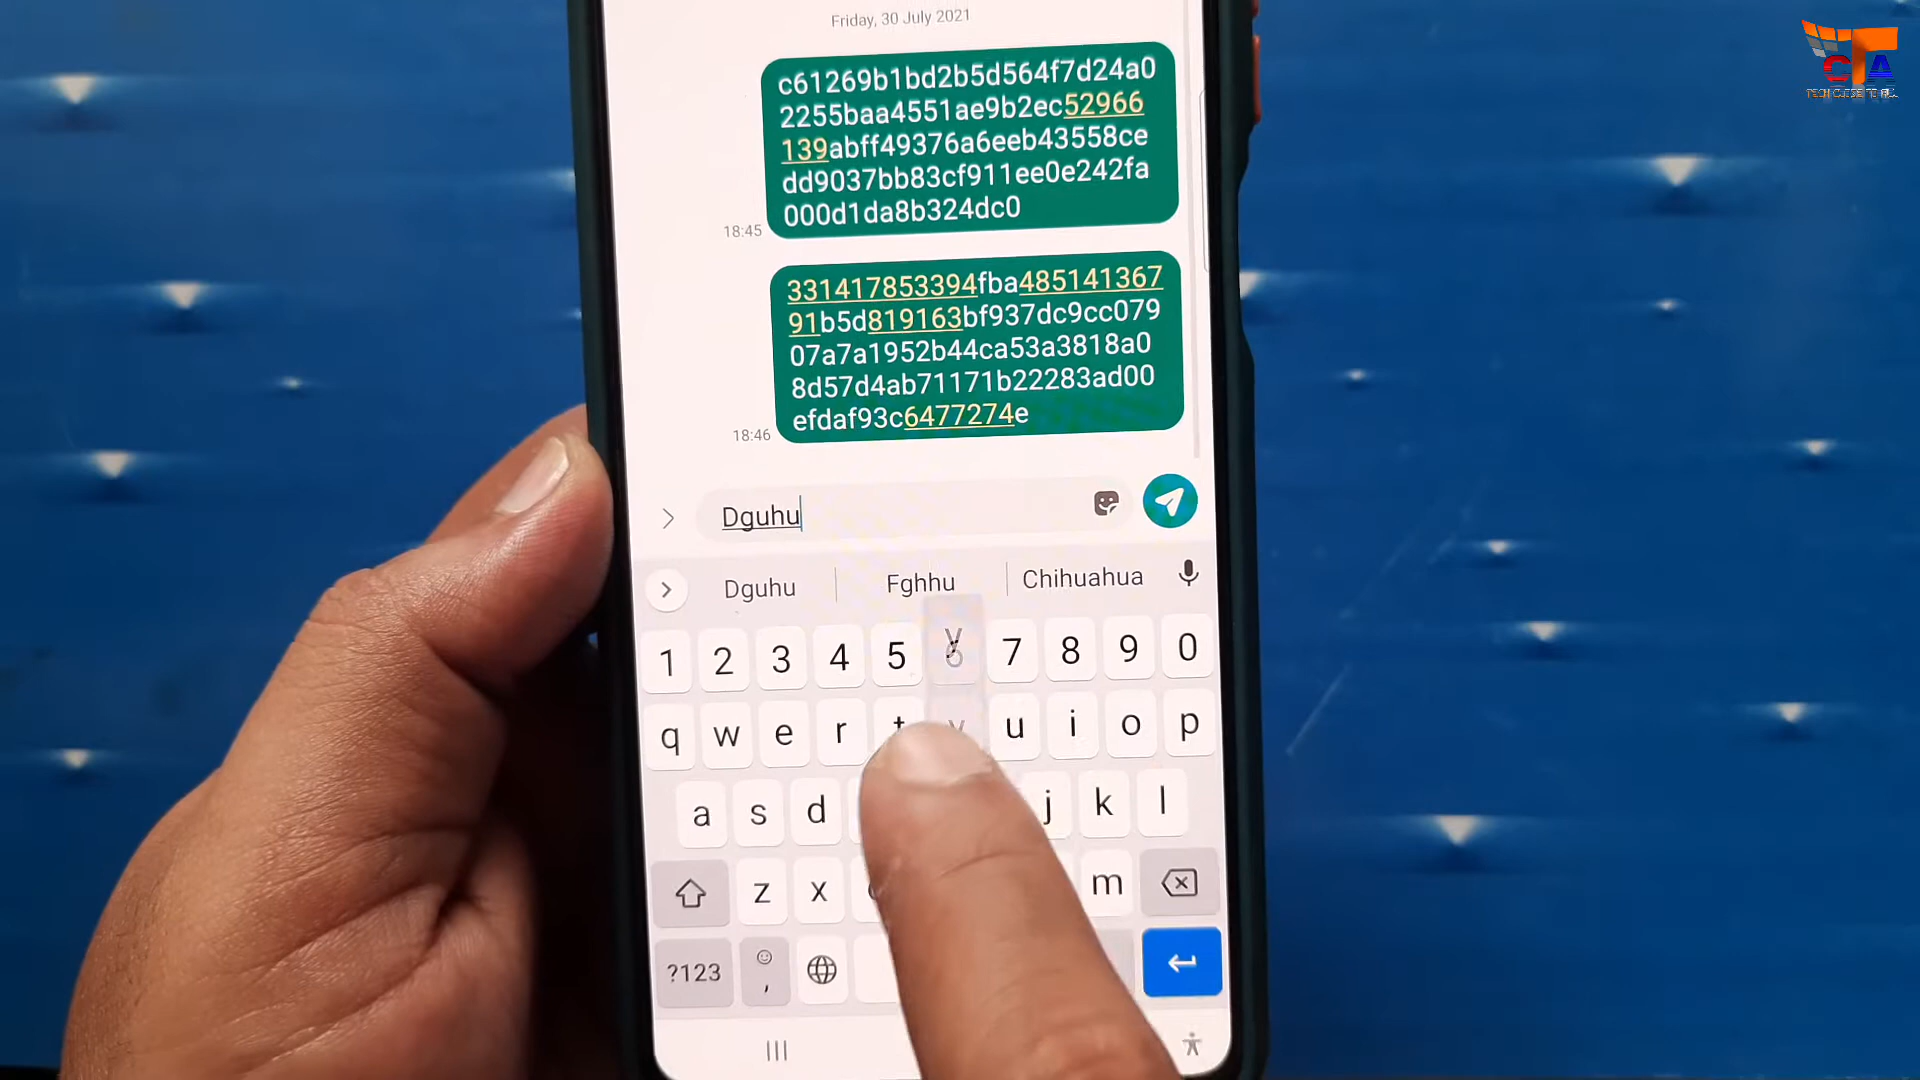 Friday, 30 July 2021
c61269b1bd2b5d564f7d24a0
2255baa4551ae9b2ec52966
139abff49376a6eeb43558ce
dd9037bb83cf911ee0e242fa
000d1da8b324dc0
18:45
331417853394fba485141367
91b5d819163bf937dc9cc079
07a7a1952b44ca53a3818a0
8d57d4ab71171b22283ad00
efdaf93c6477274e
18:46
Dguhu
Dguhu Fghhu Chihuahua
1 2 3 4 5 7 8 9 0
q w e r t y u i o p
a s d j k l
z x m
?123 ,
CTA